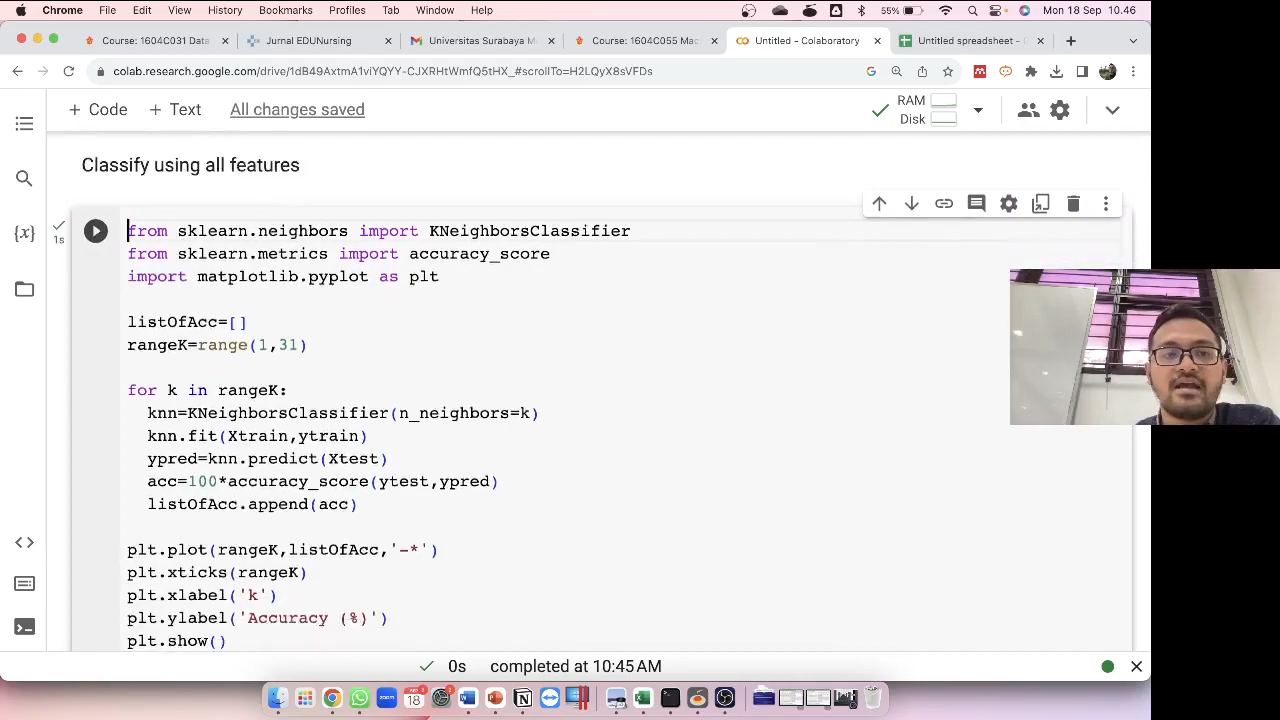 Chrome File Edit View History Bookmarks Profiles Tab Window Help 55% Mon 18 Sep 10.46
Course: 1604C031 Data Jurnal EDUNursing Universitas Surabaya M Course: 1604C055 Mac Untitled - Colaboratory Untitled spreadsheet - G
colab.research.google.com/drive/1dB49AxtmA1viYQYY-CJXRHtWmfQ5tHX_#scrollTo=H2LQyX8sVFDs
+ Code + Text All changes saved RAM
Disk
Classify using all features
1s
from sklearn.neighbors import KNeighborsClassifier
from sklearn.metrics import accuracy_score
import matplotlib.pyplot as plt
listOfAcc=[]
rangeK=range(1,31)
for k in rangeK:
knn=KNeighborsClassifier(n_neighbors=k)
knn.fit(Xtrain,ytrain)
ypred=knn.predict(Xtest)
acc=100*accuracy_score(ytest,ypred)
listOfAcc.append(acc)
plt.plot(rangeK,listOfAcc,'-*')
plt.xticks(rangeK)
plt.xlabel('k')
plt.ylabel('Accuracy (%)')
plt.show()
0s completed at 10:45 AM
zoom 18